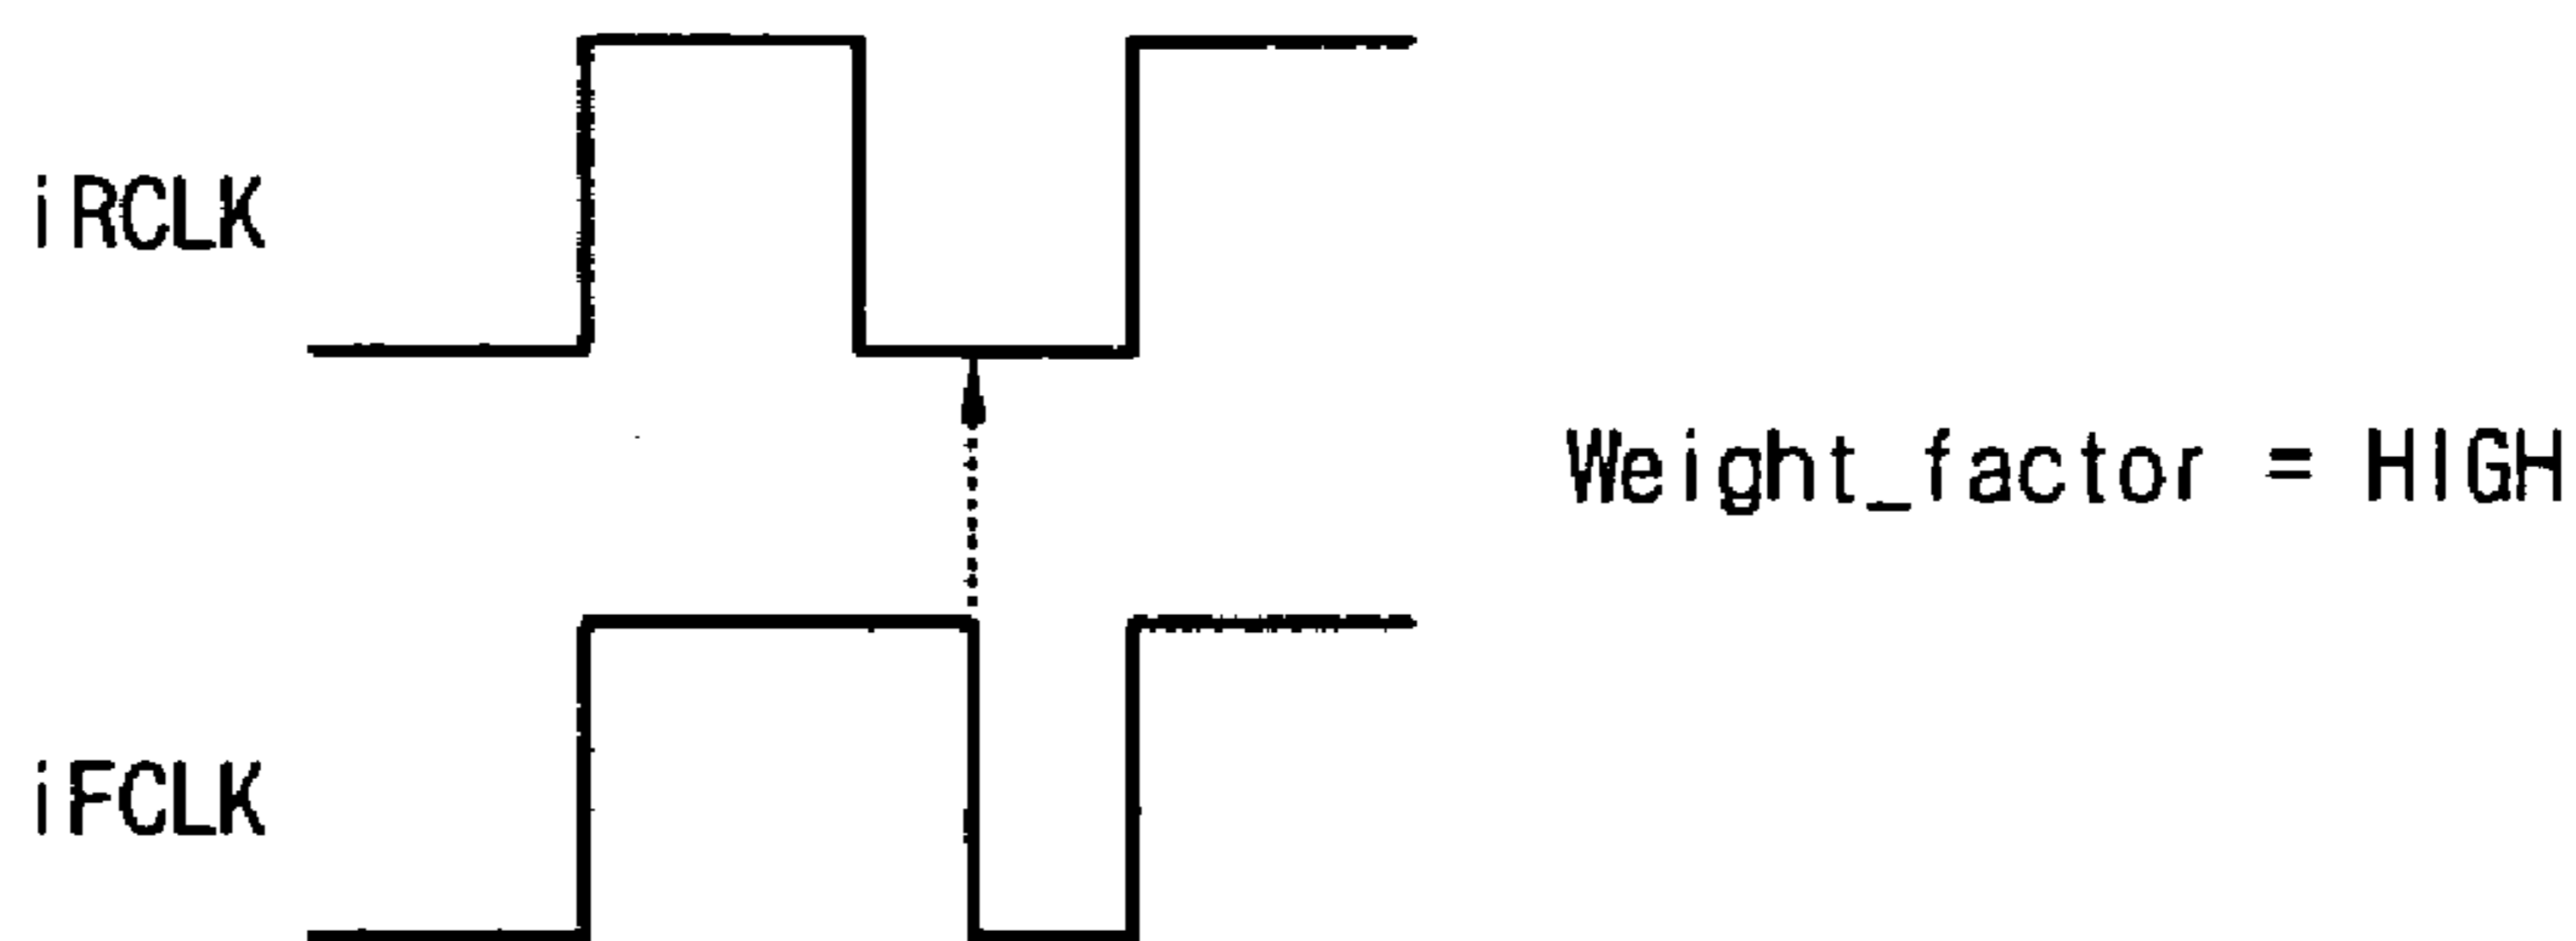 iRCLK
Weight_factor = HIGH
iFCLK